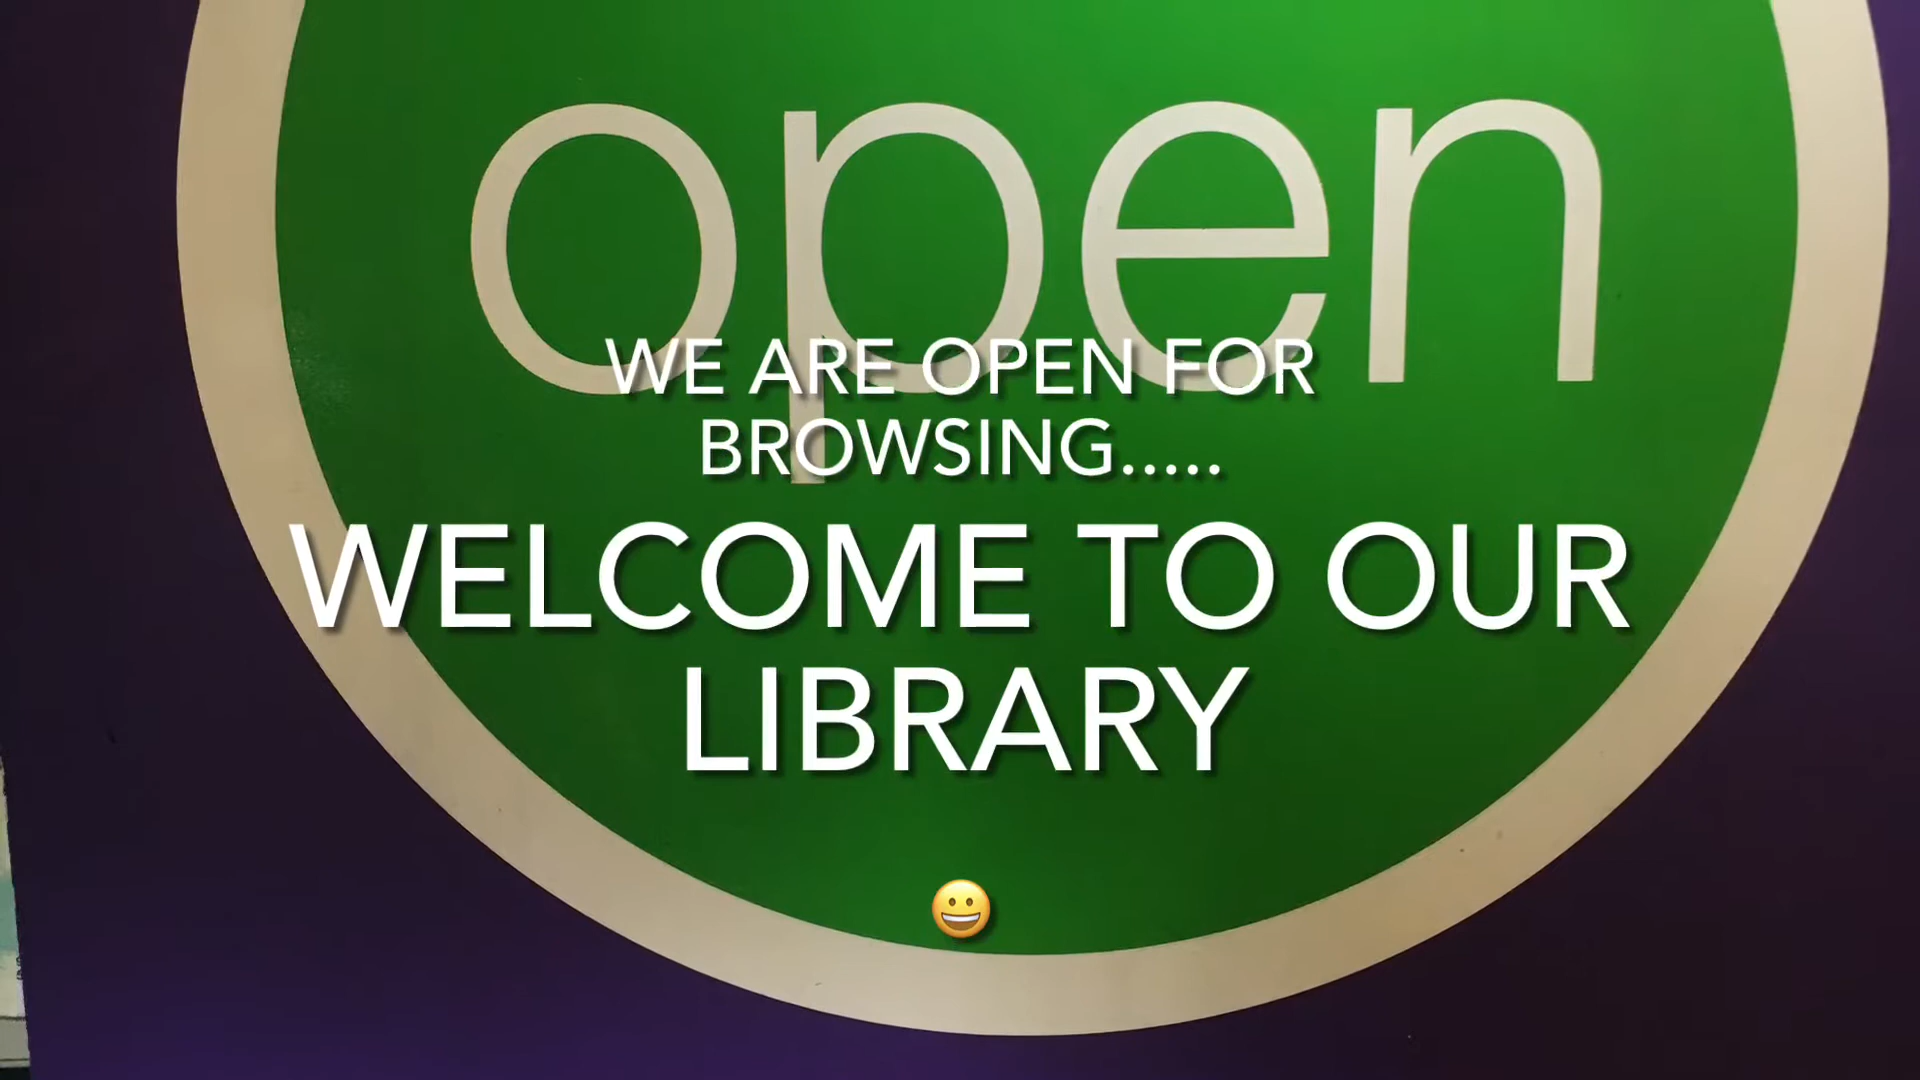 open
WE ARE OPEN FOR
BROWSING.....
WELCOME TO OUR
LIBRARY
😀